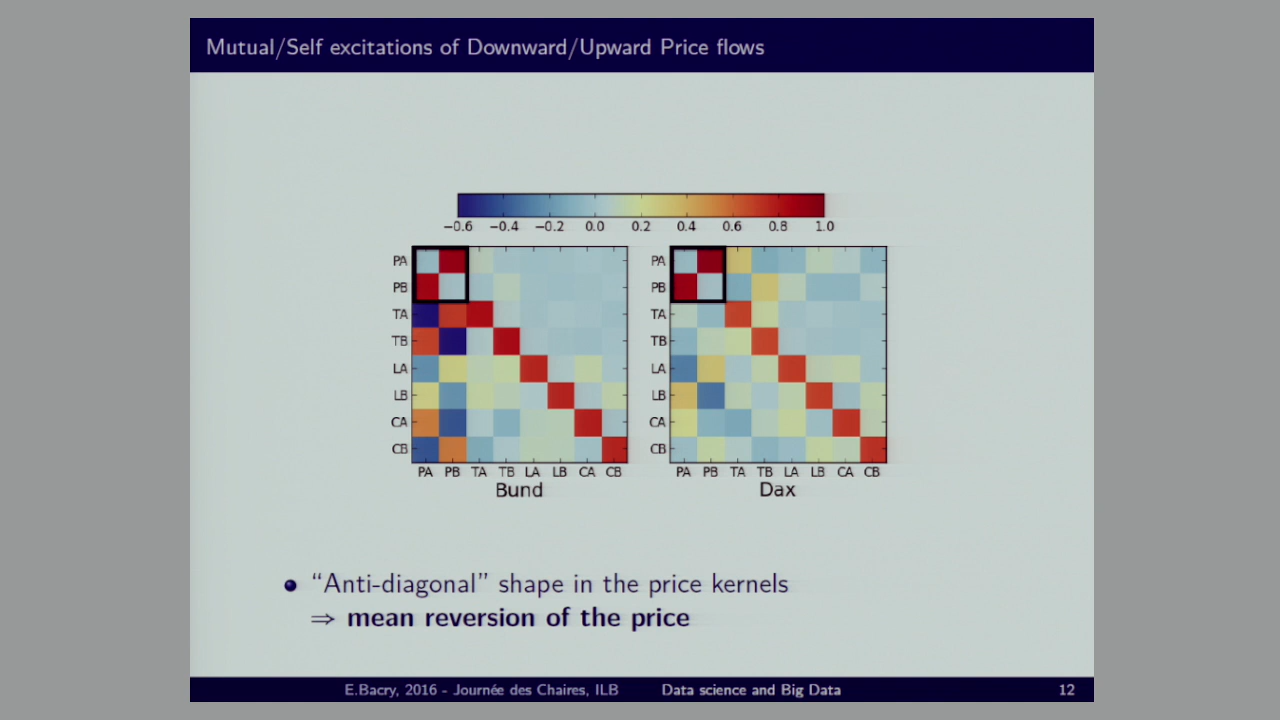 Mutual/Self excitations of Downward/Upward Price flows
−0.6 −0.4 −0.2 0.0 0.2 0.4 0.6 0.8 1.0
PA PA
PB PB
TA TA
TB TB
LA LA
LB LB
CA CA
CB CB
PA PB TA TB LA LB CA CB PA PB TA TB LA LB CA CB
Bund Dax
“Anti-diagonal” shape in the price kernels
⇒ mean reversion of the price
E.Bacry, 2016 - Journée des Chaires, ILB Data science and Big Data 12